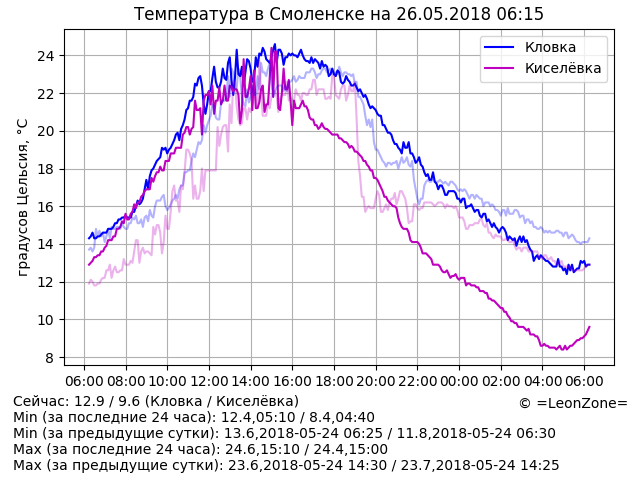 Температура в Смоленске на 26.05.2018 06:15
Кловка
Киселёвка
градусов Цельсия, °C
24
22
20
18
16
14
12
10
8
06:00 08:00 10:00 12:00 14:00 16:00 18:00 20:00 22:00 00:00 02:00 04:00 06:00
Сейчас: 12.9 / 9.6 (Кловка / Киселёвка)
© =LeonZone=
Min (за последние 24 часа): 12.4,05:10 / 8.4,04:40
Min (за предыдущие сутки): 13.6,2018-05-24 06:25 / 11.8,2018-05-24 06:30
Max (за последние 24 часа): 24.6,15:10 / 24.4,15:00
Max (за предыдущие сутки): 23.6,2018-05-24 14:30 / 23.7,2018-05-24 14:25